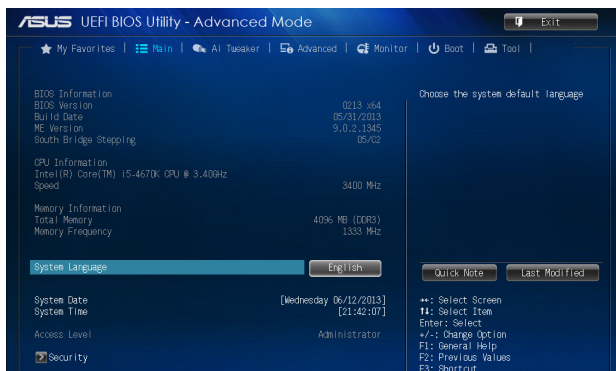 ASUS UEFI BIOS Utility - Advanced Mode
Exit
My Favorites | Main | Ai Tweaker | Advanced | Monitor | Boot | Tool |
BIOS Information
Choose the system default language
BIOS Version 0213 x64
Build Date 05/31/2013
ME Version 9.0.2.1345
South Bridge Stepping 05/C2
CPU Information
Intel(R) Core(TM) i5-4670K CPU @ 3.40GHz
Speed 3400 MHz
Memory Information
Total Memory 4096 MB (DDR3)
Memory Frequency 1333 MHz
System Language English
Quick Note Last Modified
System Date [Wednesday 06/12/2013]
System Time [21:42:07]
Access Level Administrator
Security
→←: Select Screen
↑↓: Select Item
Enter: Select
+/-: Change Option
F1: General Help
F2: Previous Values
F3: Shortcut